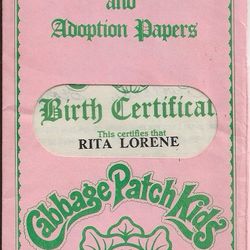 and
Adoption Papers
Birth Certificat
This certifies that
RITA LORENE
Cabbage Patch Kids